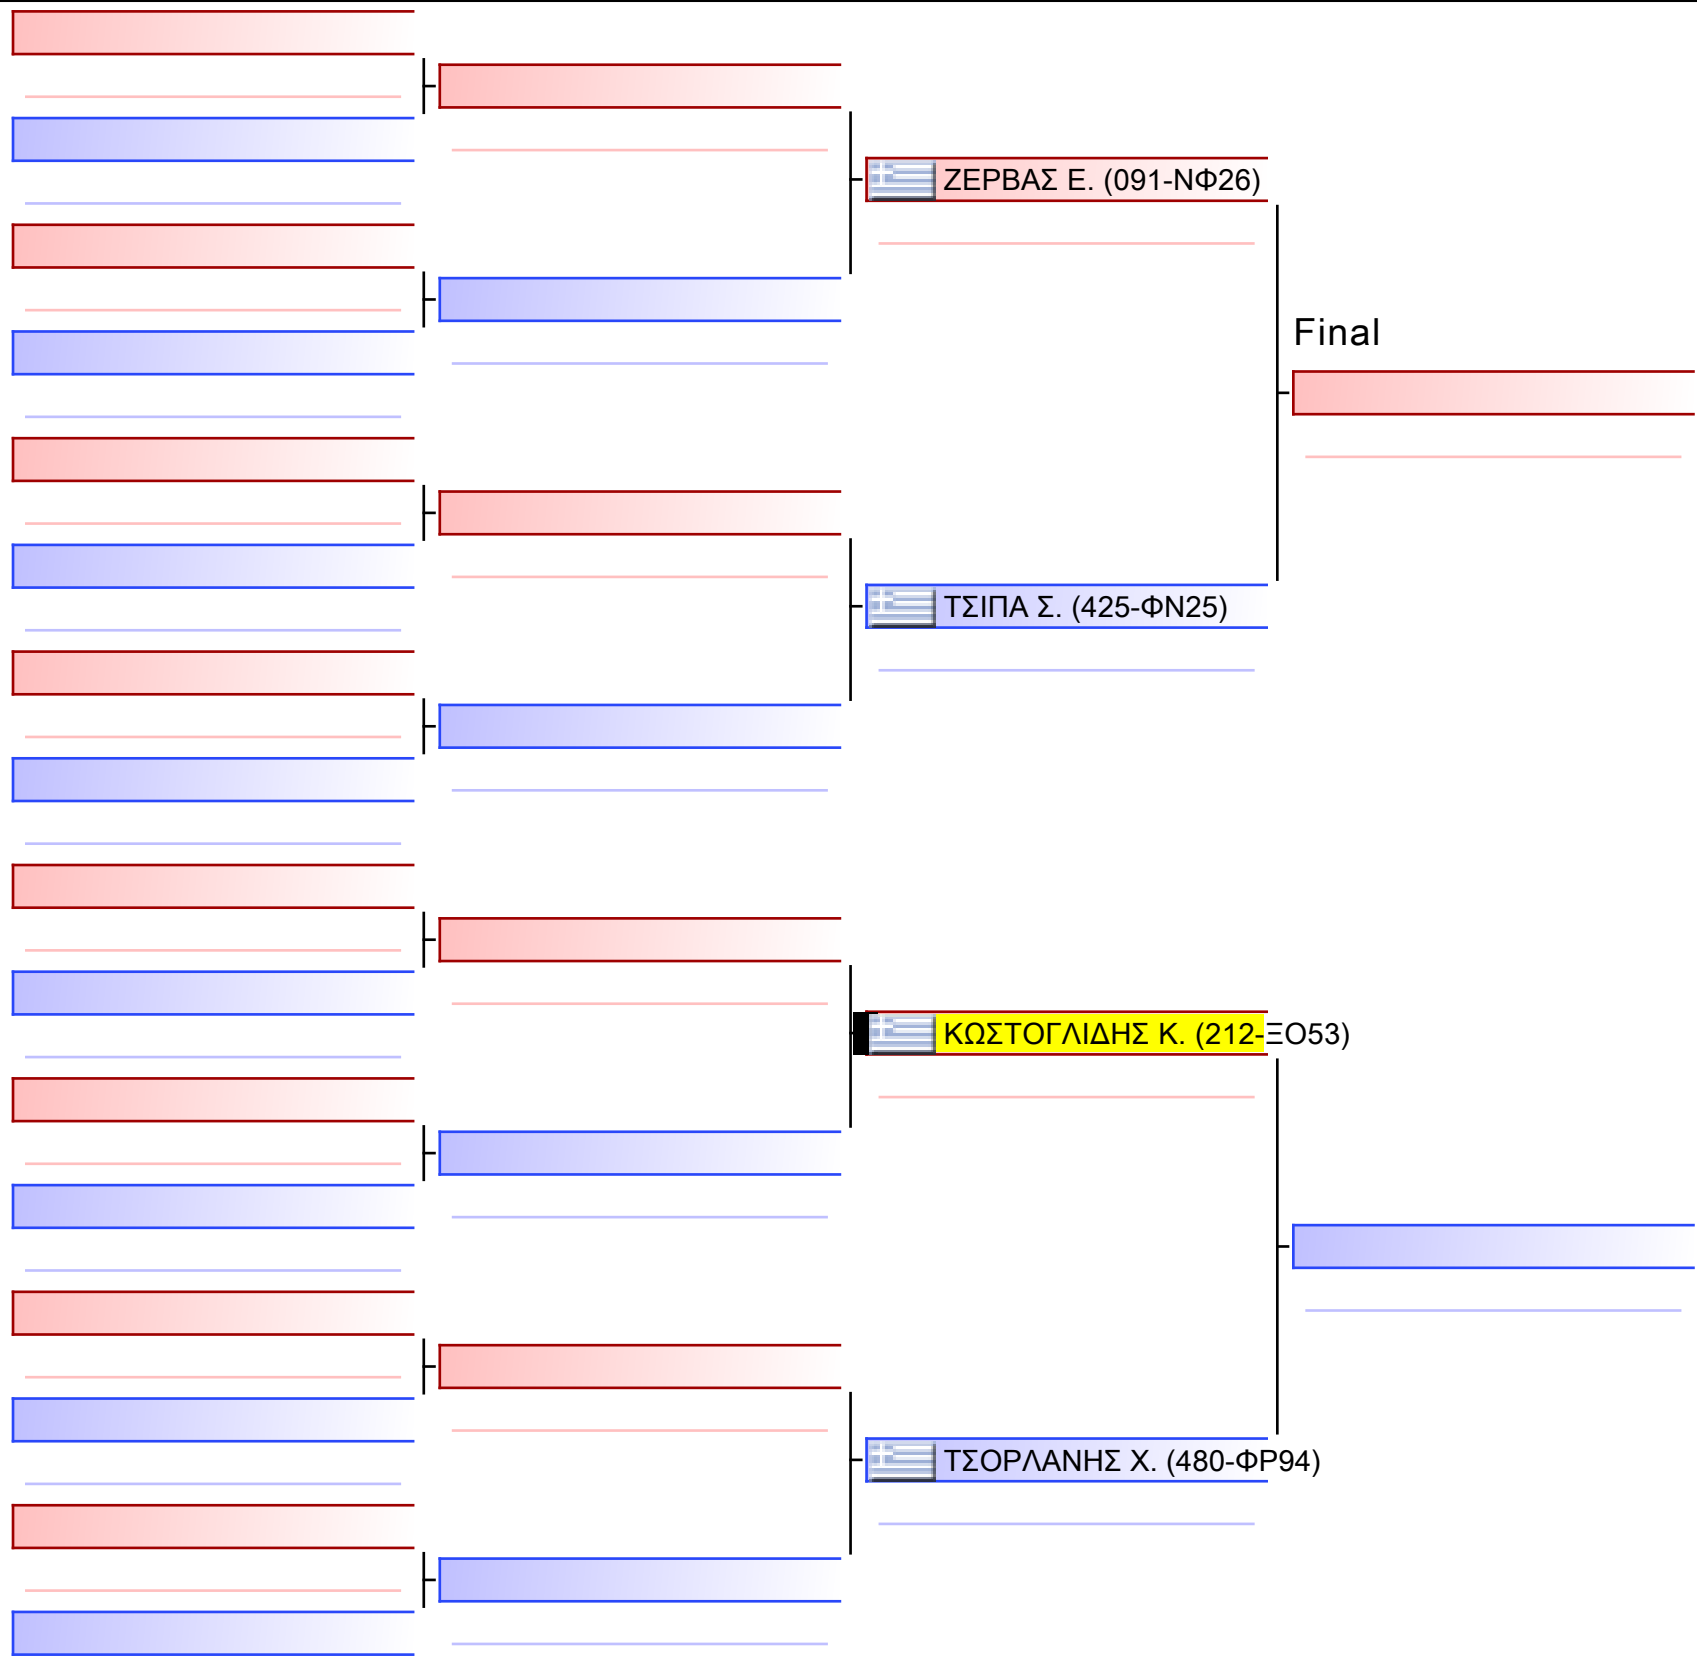 ΖΕΡΒΑΣ Ε. (091-ΝΦ26)
Final
ΤΣΙΠΑ Σ. (425-ΦΝ25)
ΚΩΣΤΟΓΛΙΔΗΣ Κ. (212-ΞΟ53)
ΤΣΟΡΛΑΝΗΣ Χ. (480-ΦΡ94)